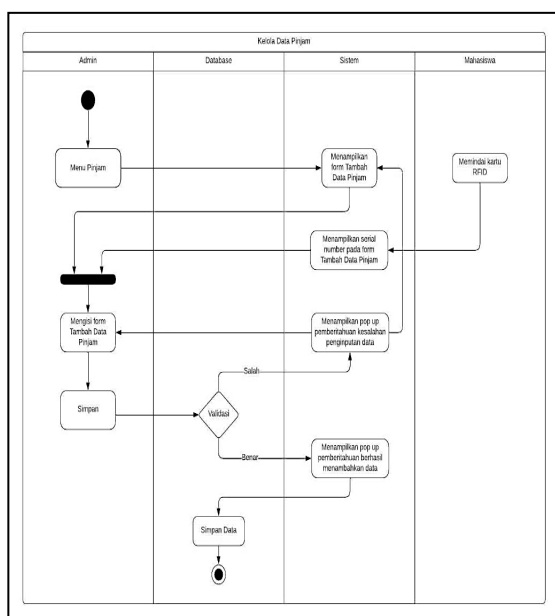 Kelola Data Pinjam
Admin
Database
Sistem
Mahasiswa
Menu Pinjam
Menampilkan
form Tambah
Data Pinjam
Memindai kartu
RFID
Menampilkan serial
number pada form
Tambah Data Pinjam
Mengisi form
Tambah Data
Pinjam
Menampilkan pop up
pemberitahuan kesalahan
penginputan data
Salah
Simpan
Validasi
Benar
Menampilkan pop up
pemberitahuan berhasil
menambahkan data
Simpan Data